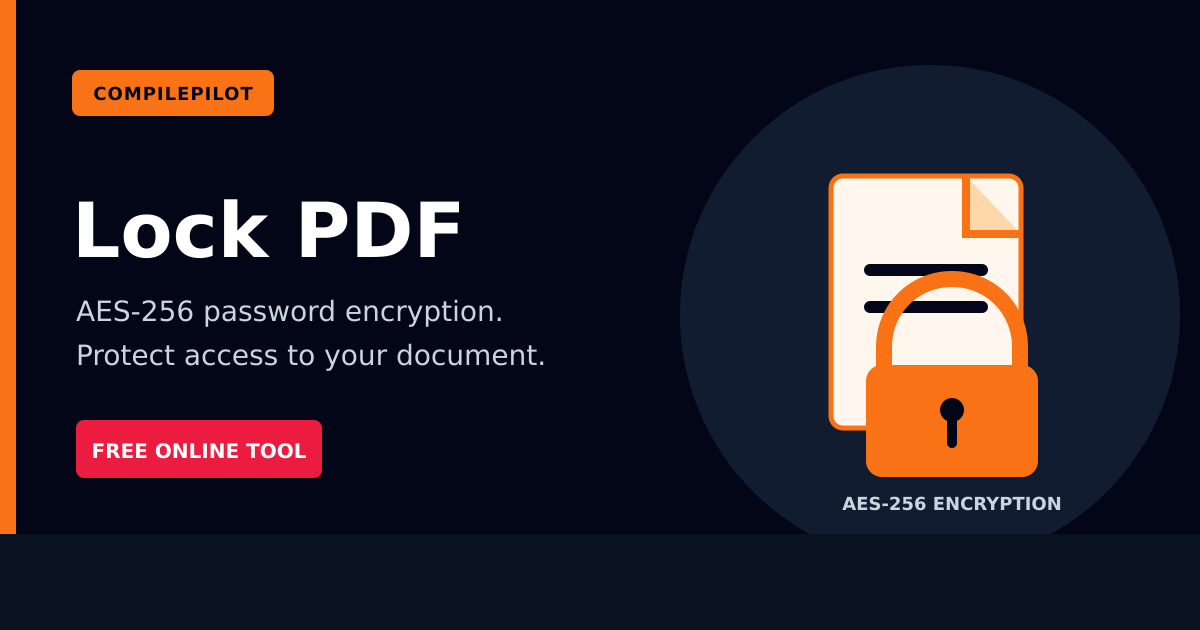 COMPILEPILOT
Lock PDF
AES-256 password encryption.
Protect access to your document.
FREE ONLINE TOOL
AES-256 ENCRYPTION